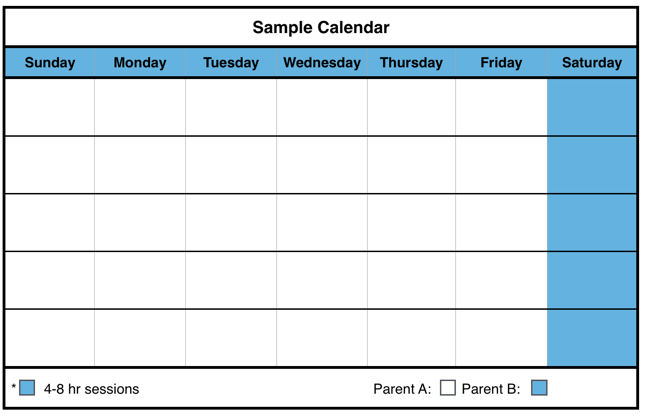 Sample Calendar
Sunday Monday Tuesday Wednesday Thursday Friday Saturday
* 4-8 hr sessions Parent A: Parent B: